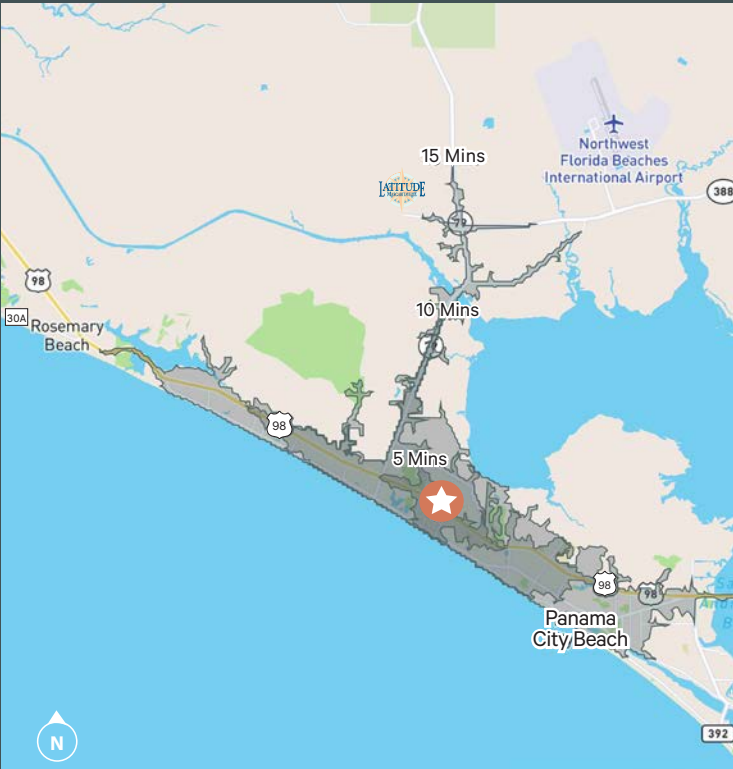 15 Mins
Northwest
Florida Beaches
International Airport
LATITUDE
MARGARITAVILLE
388
79
98
10 Mins
30A
Rosemary
Beach
79
98
5 Mins
98
98
Panama
City Beach
392
N